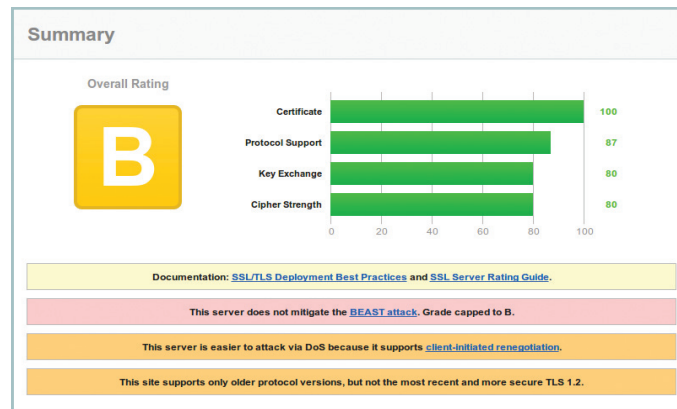 Summary
Overall Rating
B
Certificate 100
Protocol Support 87
Key Exchange 80
Cipher Strength 80
0 20 40 60 80 100
Documentation: SSL/TLS Deployment Best Practices and SSL Server Rating Guide.
This server does not mitigate the BEAST attack. Grade capped to B.
This server is easier to attack via DoS because it supports client-initiated renegotiation.
This site supports only older protocol versions, but not the most recent and more secure TLS 1.2.